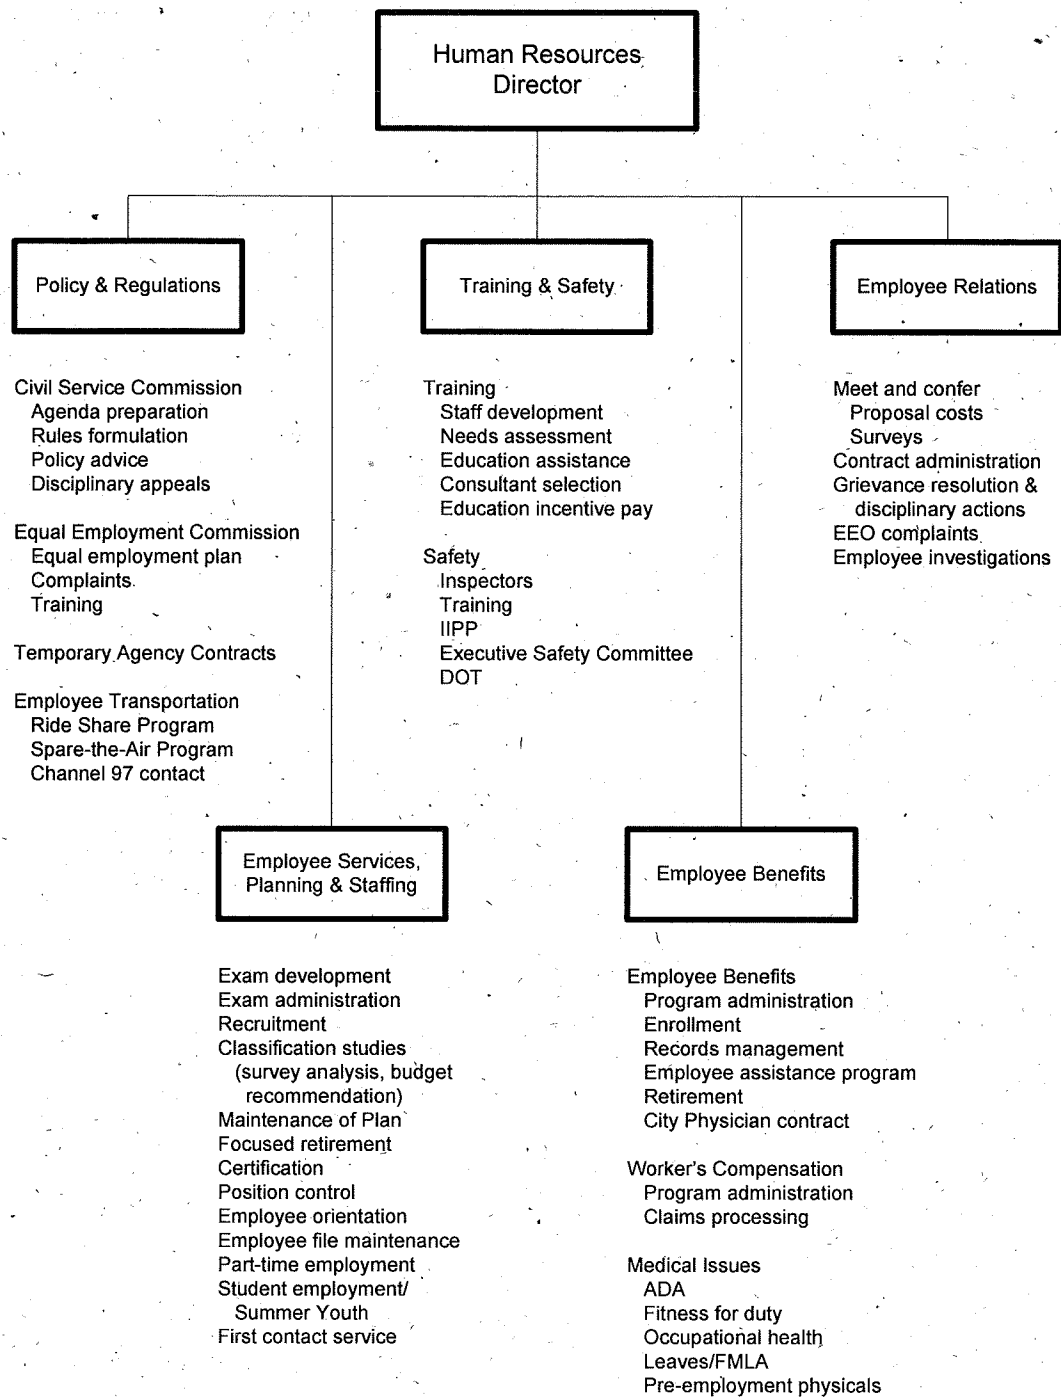 Human Resources
Director
Policy & Regulations
Civil Service Commission
Agenda preparation
Rules formulation
Policy advice
Disciplinary appeals
Equal Employment Commission
Equal employment plan
Complaints
Training
Temporary Agency Contracts
Employee Transportation
Ride Share Program
Spare-the-Air Program
Channel 97 contact
Training & Safety
Training
Staff development
Needs assessment
Education assistance
Consultant selection
Education incentive pay
Safety
Inspectors
Training
IIPP
Executive Safety Committee
DOT
Employee Relations
Meet and confer
Proposal costs
Surveys
Contract administration
Grievance resolution &
disciplinary actions
EEO complaints
Employee investigations
Employee Services,
Planning & Staffing
Exam development
Exam administration
Recruitment
Classification studies
(survey analysis, budget
recommendation)
Maintenance of Plan
Focused retirement
Certification
Position control
Employee orientation
Employee file maintenance
Part-time employment
Student employment/
Summer Youth
First contact service
Employee Benefits
Employee Benefits
Program administration
Enrollment
Records management
Employee assistance program
Retirement
City Physician contract
Worker's Compensation
Program administration
Claims processing
Medical Issues
ADA
Fitness for duty
Occupational health
Leaves/FMLA
Pre-employment physicals